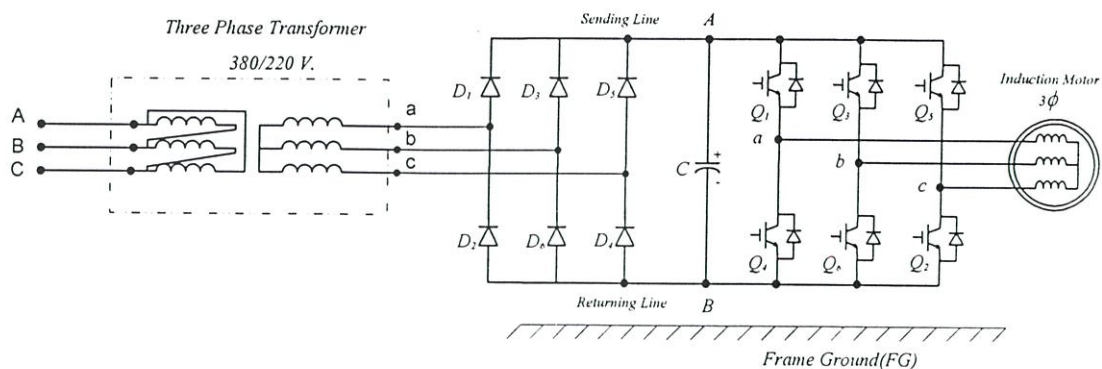 Three Phase Transformer
380/220 V.
Sending Line
A
Induction Motor
3ϕ
A
B
C
a
b
c
D1
D3
D5
D2
D6
D4
C
+
-
Q1
Q3
Q5
a
b
c
Q4
Q6
Q2
Returning Line
B
Frame Ground(FG)